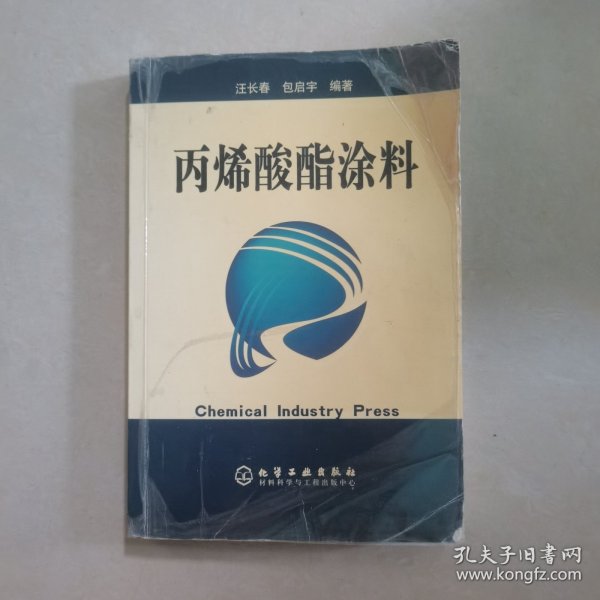 汪长春 包启宇 编著
丙烯酸酯涂料
Chemical Industry Press
化学工业出版社
材料科学与工程出版中心
孔夫子旧书网
www.kongfz.com